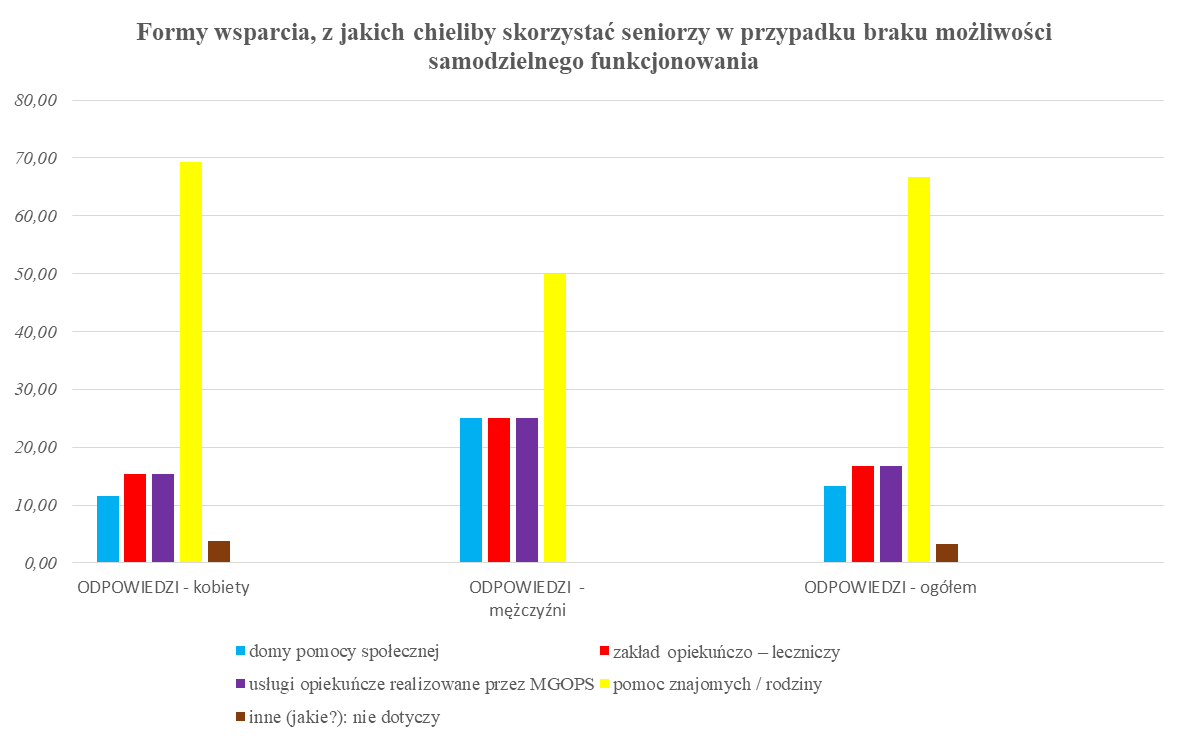 Formy wsparcia, z jakich chieliby skorzystać seniorzy w przypadku braku możliwości
samodzielnego funkcjonowania
80,00
70,00
60,00
50,00
40,00
30,00
20,00
10,00
0,00
ODPOWIEDZI - kobiety
ODPOWIEDZI -
mężczyźni
ODPOWIEDZI - ogółem
domy pomocy społecznej
zakład opiekuńczo – leczniczy
usługi opiekuńcze realizowane przez MGOPS
pomoc znajomych / rodziny
inne (jakie?): nie dotyczy